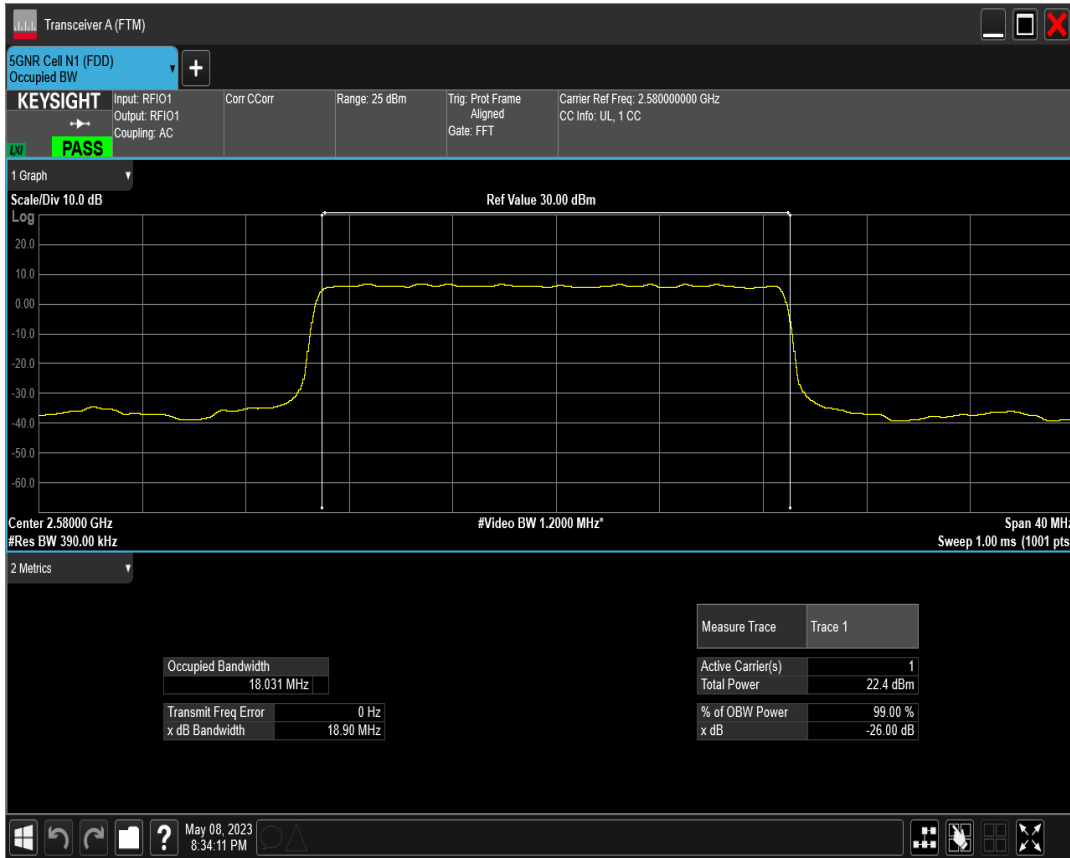 Transceiver A (FTM)
5GNR Cell N1 (FDD)
Occupied BW
+
KEYSIGHT
LXI
PASS
Input: RFIO1
Output: RFIO1
Coupling: AC
Corr CCorr
Range: 25 dBm
Trig: Prot Frame
Aligned
Gate: FFT
Carrier Ref Freq: 2.580000000 GHz
CC Info: UL, 1 CC
1 Graph
Scale/Div 10.0 dB
Ref Value 30.00 dBm
Log
20.0
10.0
0.00
-10.0
-20.0
-30.0
-40.0
-50.0
-60.0
Center 2.58000 GHz
#Video BW 1.2000 MHz*
Span 40 MHz
#Res BW 390.00 kHz
Sweep 1.00 ms (1001 pts
2 Metrics
Measure Trace Trace 1
Occupied Bandwidth
18.031 MHz
Active Carrier(s) 1
Total Power 22.4 dBm
Transmit Freq Error 0 Hz
x dB Bandwidth 18.90 MHz
% of OBW Power 99.00 %
x dB -26.00 dB
?
May 08, 2023
8:34:11 PM